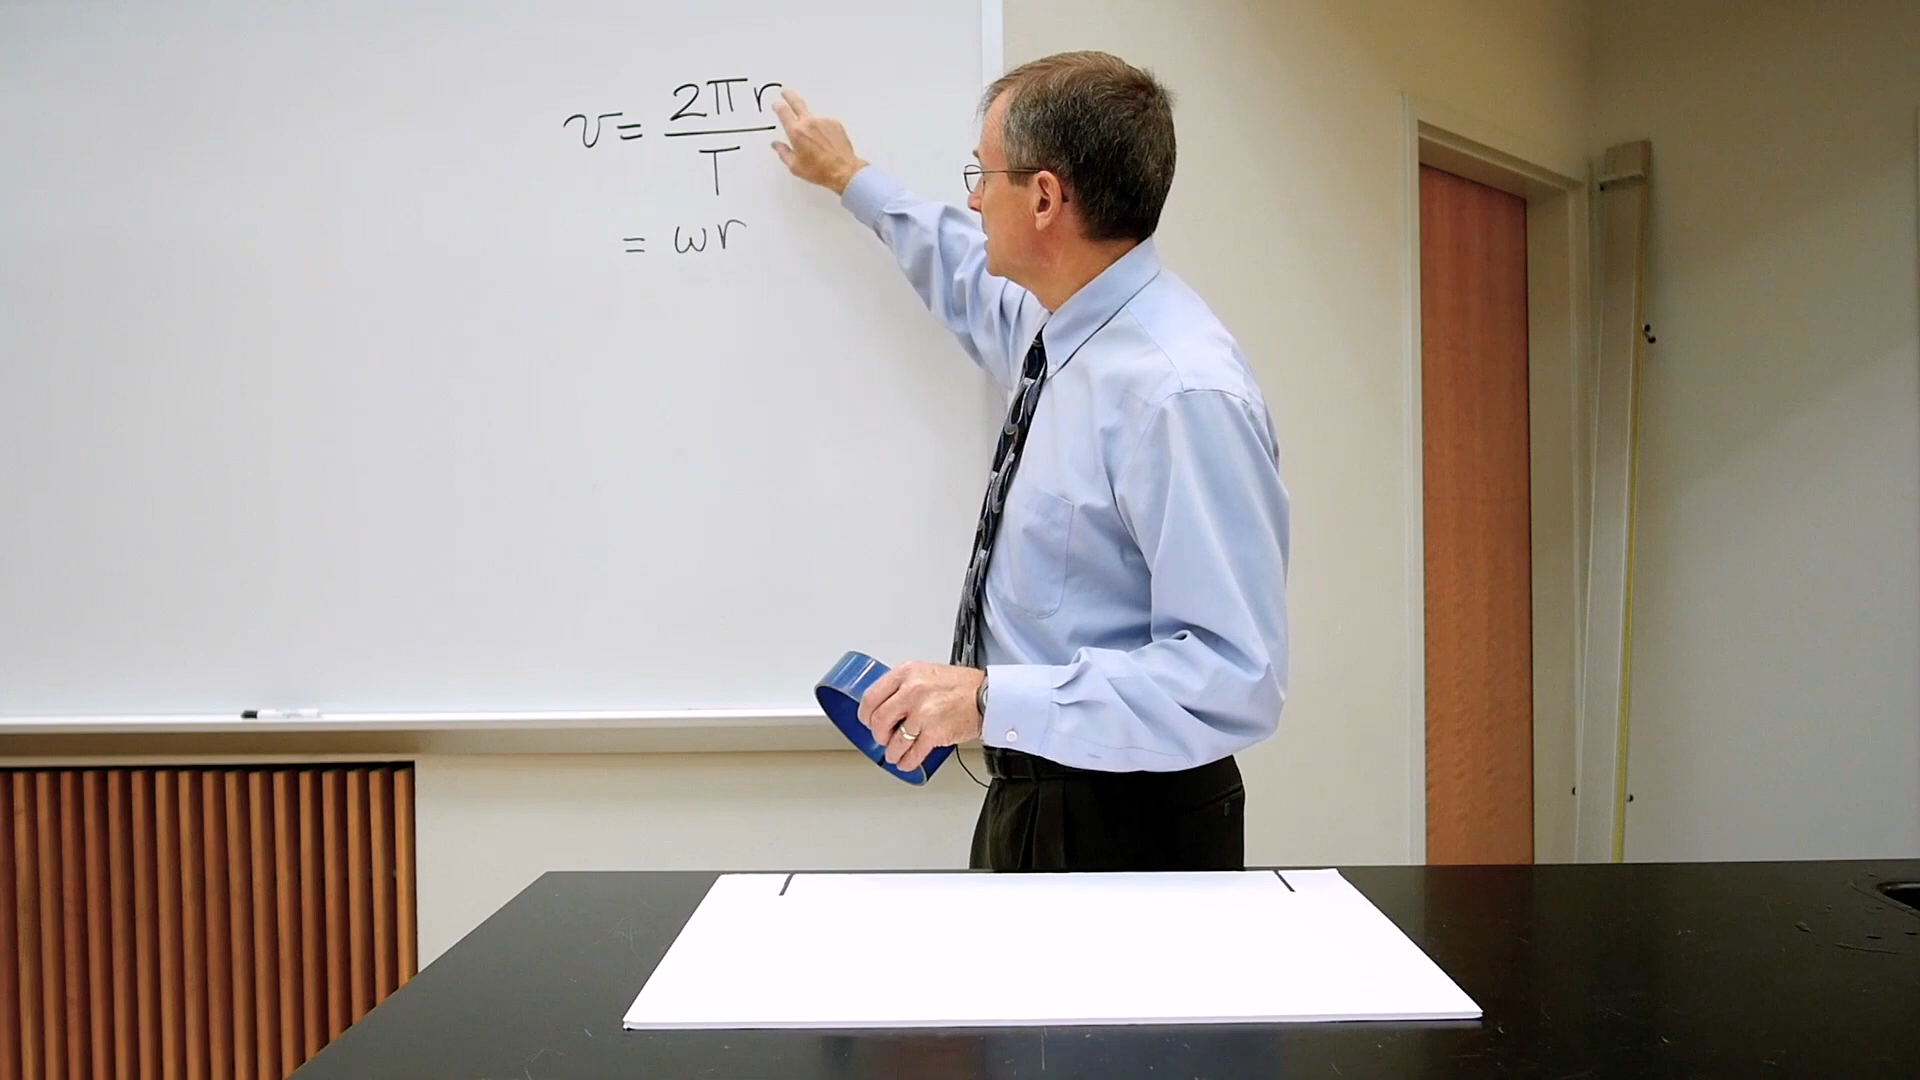 v = 2πr / T
= ωr